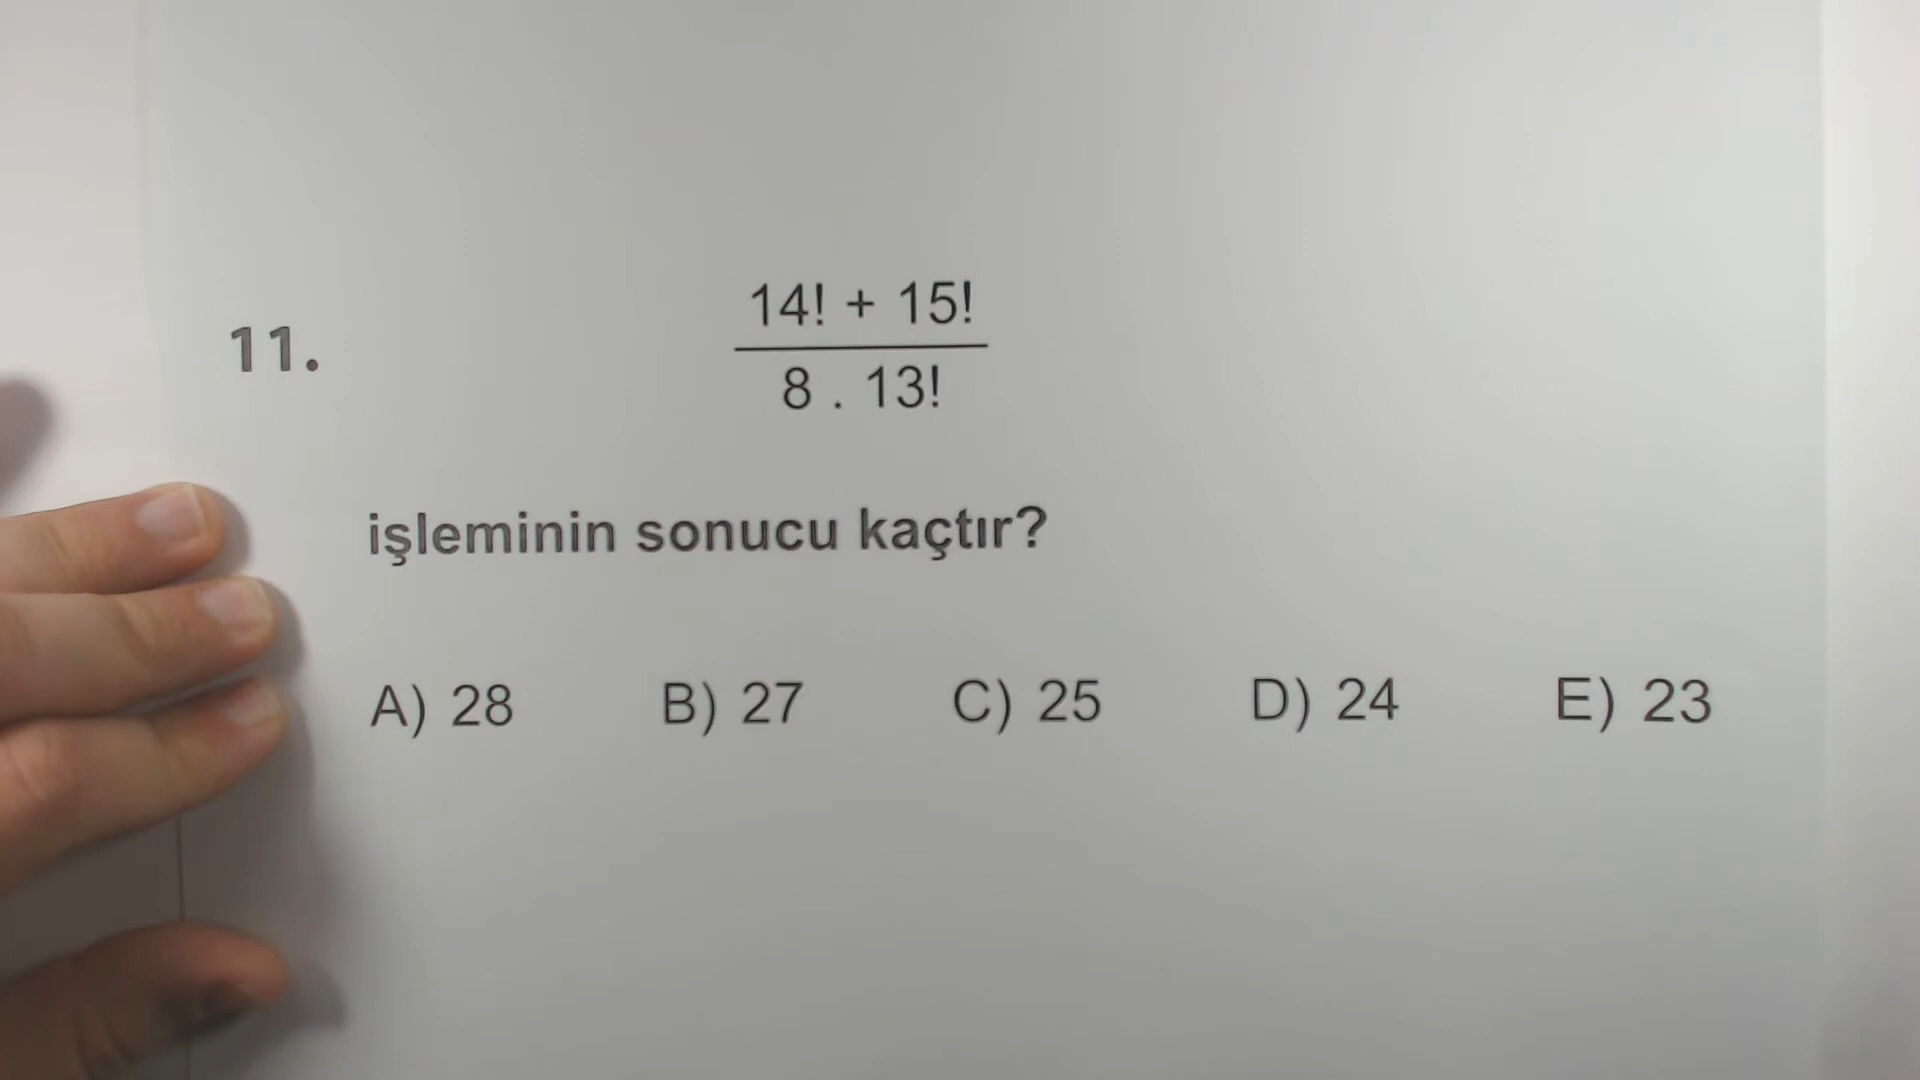 11.
14! + 15!
8 . 13!
işleminin sonucu kaçtır?
A) 28 B) 27 C) 25 D) 24 E) 23